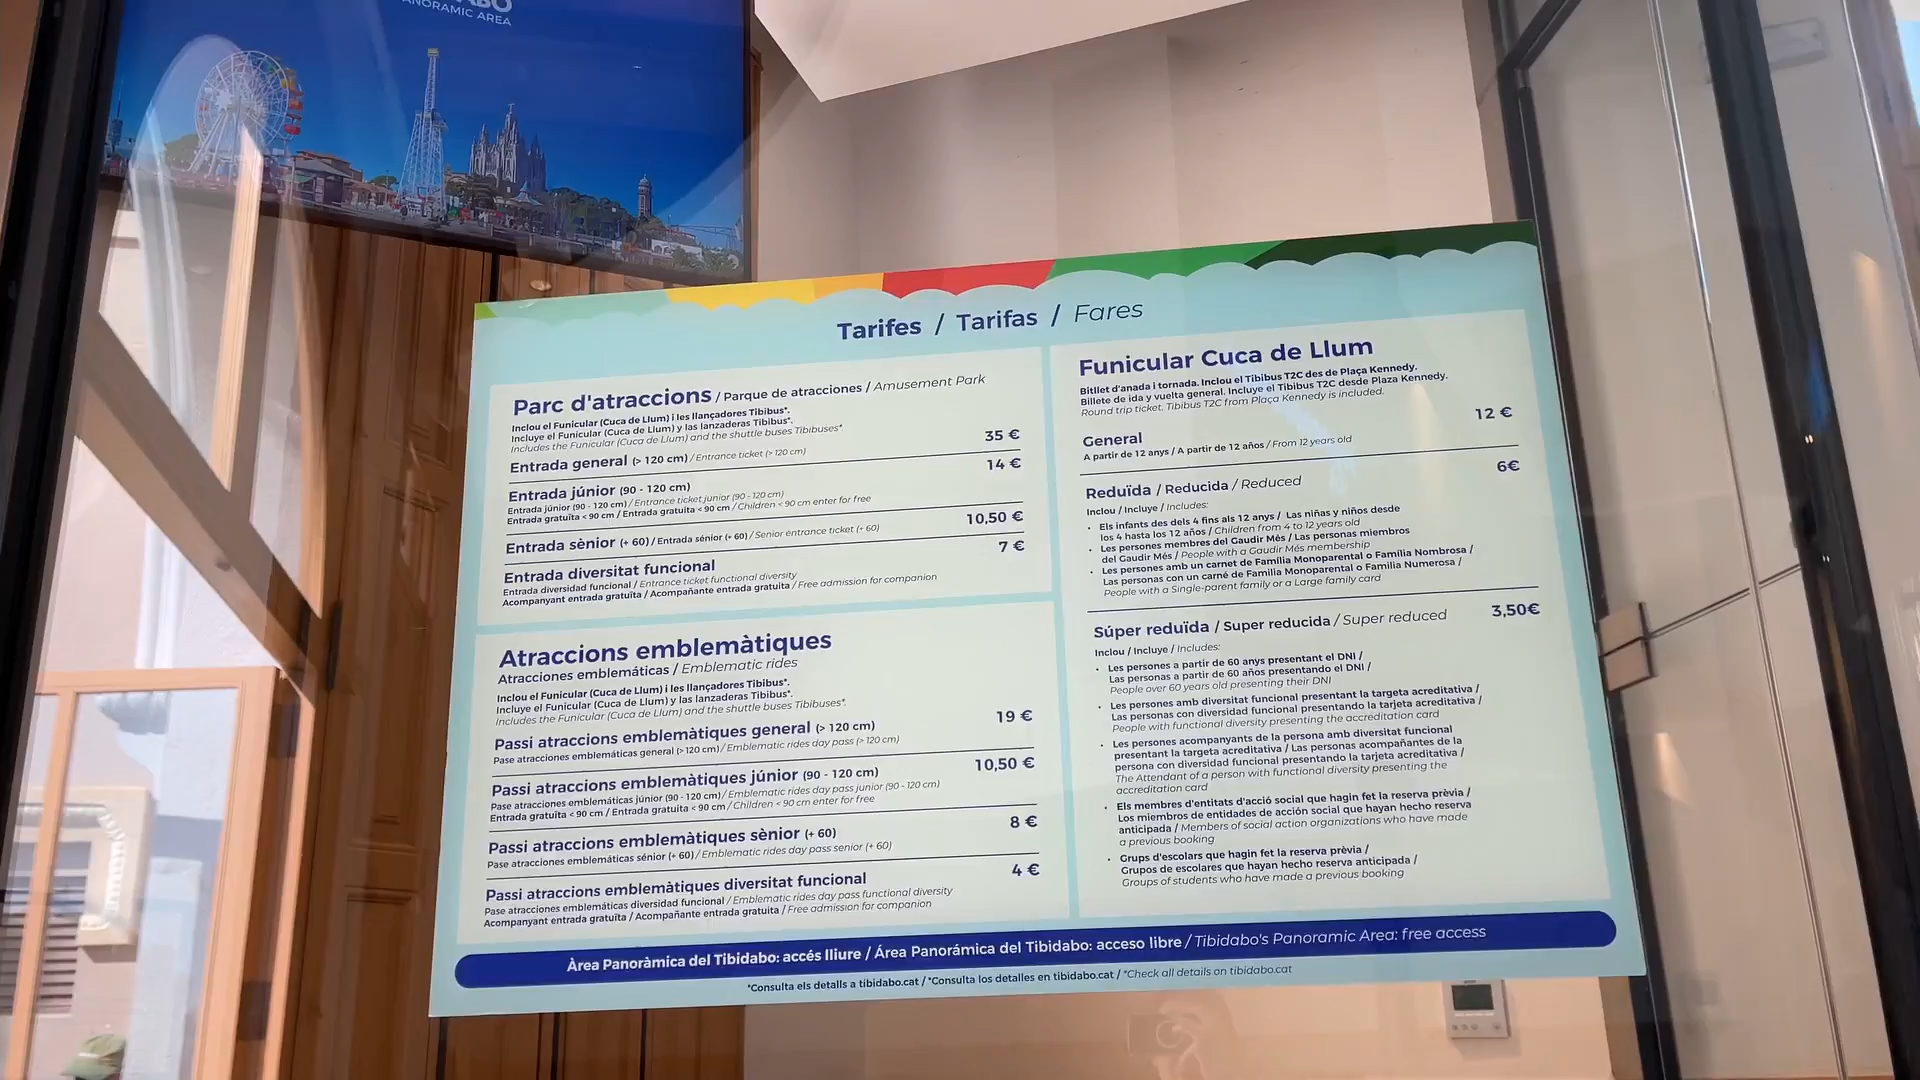 PANORAMIC AREA
Tarifes / Tarifas / Fares
Parc d'atraccions / Parque de atracciones / Amusement Park
Inclou el Funicular (Cuca de Llum) i les llançadores Tibibus*.
Incluye el Funicular (Cuca de Llum) y las lanzaderas Tibibus*.
Includes the Funicular (Cuca de Llum) and the shuttle buses Tibibuses*
35 €
Entrada general (> 120 cm) / Entrance ticket (> 120 cm)
14 €
Entrada júnior (90 - 120 cm)
Entrada júnior (90 - 120 cm) / Entrance ticket junior (90 - 120 cm)
Entrada gratuïta < 90 cm / Entrada gratuita < 90 cm / Children < 90 cm enter for free
10,50 €
Entrada sènior (+ 60) / Entrada sénior (+ 60) / Senior entrance ticket (+ 60)
7 €
Entrada diversitat funcional
Entrada diversidad funcional / Entrance ticket functional diversity
Acompanyant entrada gratuïta / Acompañante entrada gratuita / Free admission for companion
Atraccions emblemàtiques
Atracciones emblemáticas / Emblematic rides
Inclou el Funicular (Cuca de Llum) i les llançadores Tibibus*.
Incluye el Funicular (Cuca de Llum) y las lanzaderas Tibibus*.
Includes the Funicular (Cuca de Llum) and the shuttle buses Tibibuses*.
19 €
Passi atraccions emblemàtiques general (> 120 cm)
Pase atracciones emblemáticas general (> 120 cm) / Emblematic rides day pass (> 120 cm)
10,50 €
Passi atraccions emblemàtiques júnior (90 - 120 cm)
Pase atracciones emblemáticas júnior (90 - 120 cm) / Emblematic rides day pass junior (90 - 120 cm)
Entrada gratuïta < 90 cm / Entrada gratuita < 90 cm / Children < 90 cm enter for free
8 €
Passi atraccions emblemàtiques sènior (+ 60)
Pase atracciones emblemáticas sénior (+ 60) / Emblematic rides day pass senior (+ 60)
4 €
Passi atraccions emblemàtiques diversitat funcional
Pase atracciones emblemáticas diversidad funcional / Emblematic rides day pass functional diversity
Acompanyant entrada gratuïta / Acompañante entrada gratuita / Free admission for companion
Funicular Cuca de Llum
Bitllet d'anada i tornada. Inclou el Tibibus T2C des de Plaça Kennedy.
Billete de ida y vuelta general. Incluye el Tibibus T2C desde Plaza Kennedy.
Round trip ticket. Tibibus T2C from Plaça Kennedy is included.
12 €
General
A partir de 12 anys / A partir de 12 años / From 12 years old
6€
Reduïda / Reducida / Reduced
Inclou / Incluye / Includes:
• Els infants des dels 4 fins als 12 anys / Las niñas y niños desde
los 4 hasta los 12 años / Children from 4 to 12 years old
• Les persones membres del Gaudir Més / Las personas miembros
del Gaudir Més / People with a Gaudir Més membership
• Les persones amb un carnet de Família Monoparental o Família Nombrosa /
Las personas con un carné de Familia Monoparental o Familia Numerosa /
People with a Single-parent family or a Large family card
3,50€
Súper reduïda / Super reducida / Super reduced
Inclou / Incluye / Includes:
• Les persones a partir de 60 anys presentant el DNI /
Las personas a partir de 60 años presentando el DNI /
People over 60 years old presenting their DNI
• Les persones amb diversitat funcional presentant la targeta acreditativa /
Las personas con diversidad funcional presentando la tarjeta acreditativa /
People with functional diversity presenting the accreditation card
• Les persones acompanyants de la persona amb diversitat funcional
presentant la targeta acreditativa / Las personas acompañantes de la
persona con diversidad funcional presentando la tarjeta acreditativa /
The Attendant of a person with functional diversity presenting the
accreditation card
• Els membres d'entitats d'acció social que hagin fet la reserva prèvia /
Los miembros de entidades de acción social que hayan hecho reserva
anticipada / Members of social action organizations who have made
a previous booking
• Grups d'escolars que hagin fet la reserva prèvia /
Grupos de escolares que hayan hecho reserva anticipada /
Groups of students who have made a previous booking
Àrea Panoràmica del Tibidabo: accés lliure / Área Panorámica del Tibidabo: acceso libre / Tibidabo's Panoramic Area: free access
*Consulta els detalls a tibidabo.cat / *Consulta los detalles en tibidabo.cat / *Check all details on tibidabo.cat